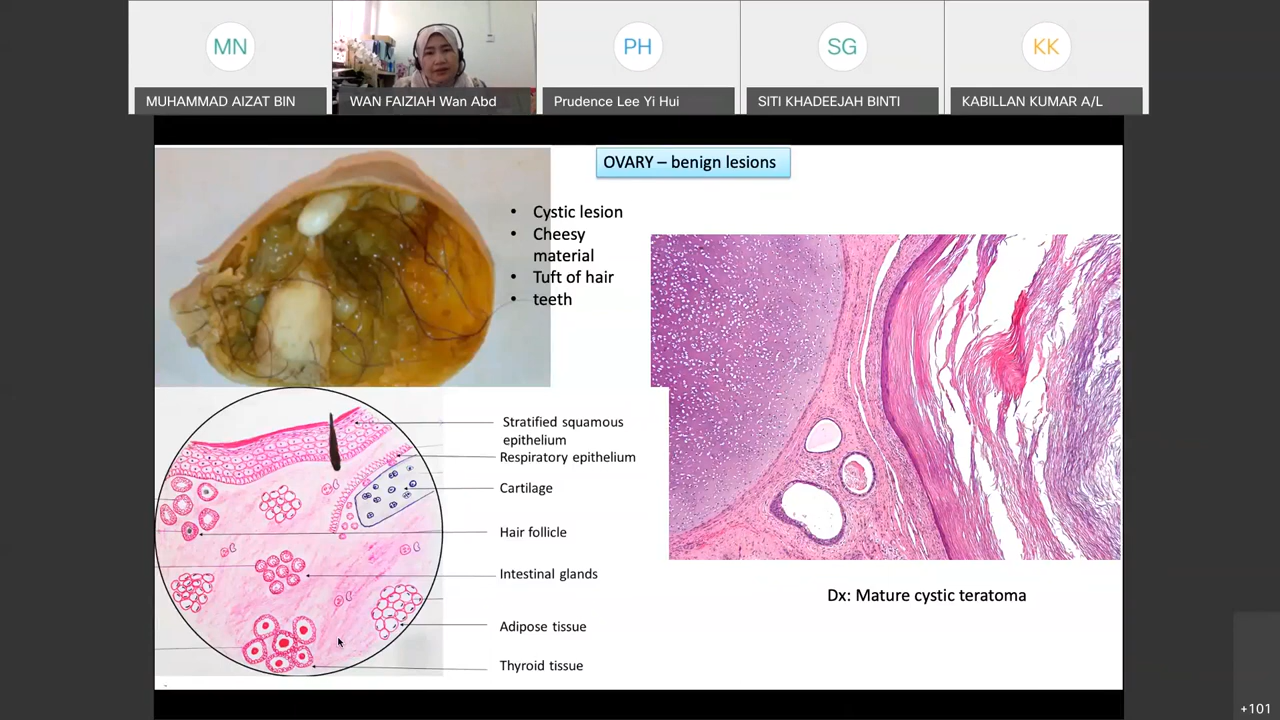 MN
PH
SG
KK
MUHAMMAD AIZAT BIN
WAN FAIZIAH Wan Abd
Prudence Lee Yi Hui
SITI KHADEEJAH BINTI
KABILLAN KUMAR A/L
OVARY – benign lesions
• Cystic lesion
• Cheesy
material
• Tuft of hair
• teeth
Stratified squamous
epithelium
Respiratory epithelium
Cartilage
Hair follicle
Intestinal glands
Adipose tissue
Thyroid tissue
Dx: Mature cystic teratoma
+101